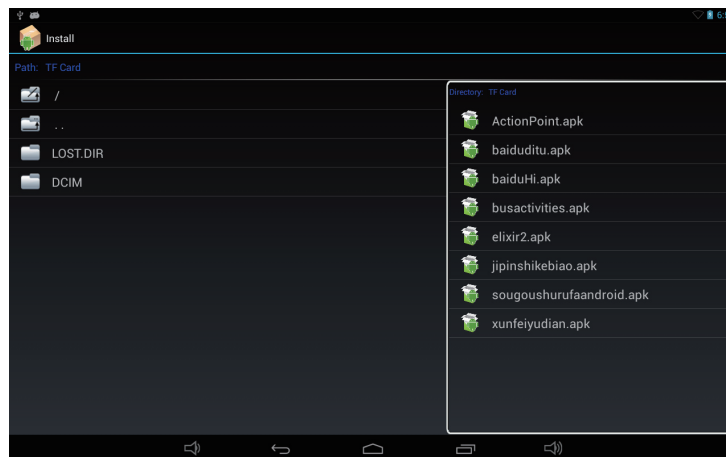 Install
Path: TF Card
/
. .
LOST.DIR
DCIM
Directory: TF Card
ActionPoint.apk
baiduditu.apk
baiduHi.apk
busactivities.apk
elixir2.apk
jipinshikebiao.apk
sougoushurufaandroid.apk
xunfeiyudian.apk